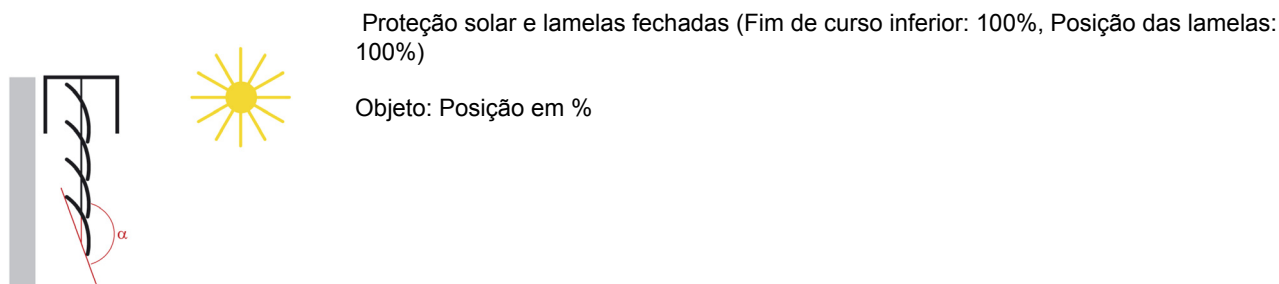 Proteção solar e lamelas fechadas (Fim de curso inferior: 100%, Posição das lamelas:
100%)
Objeto: Posição em %
α